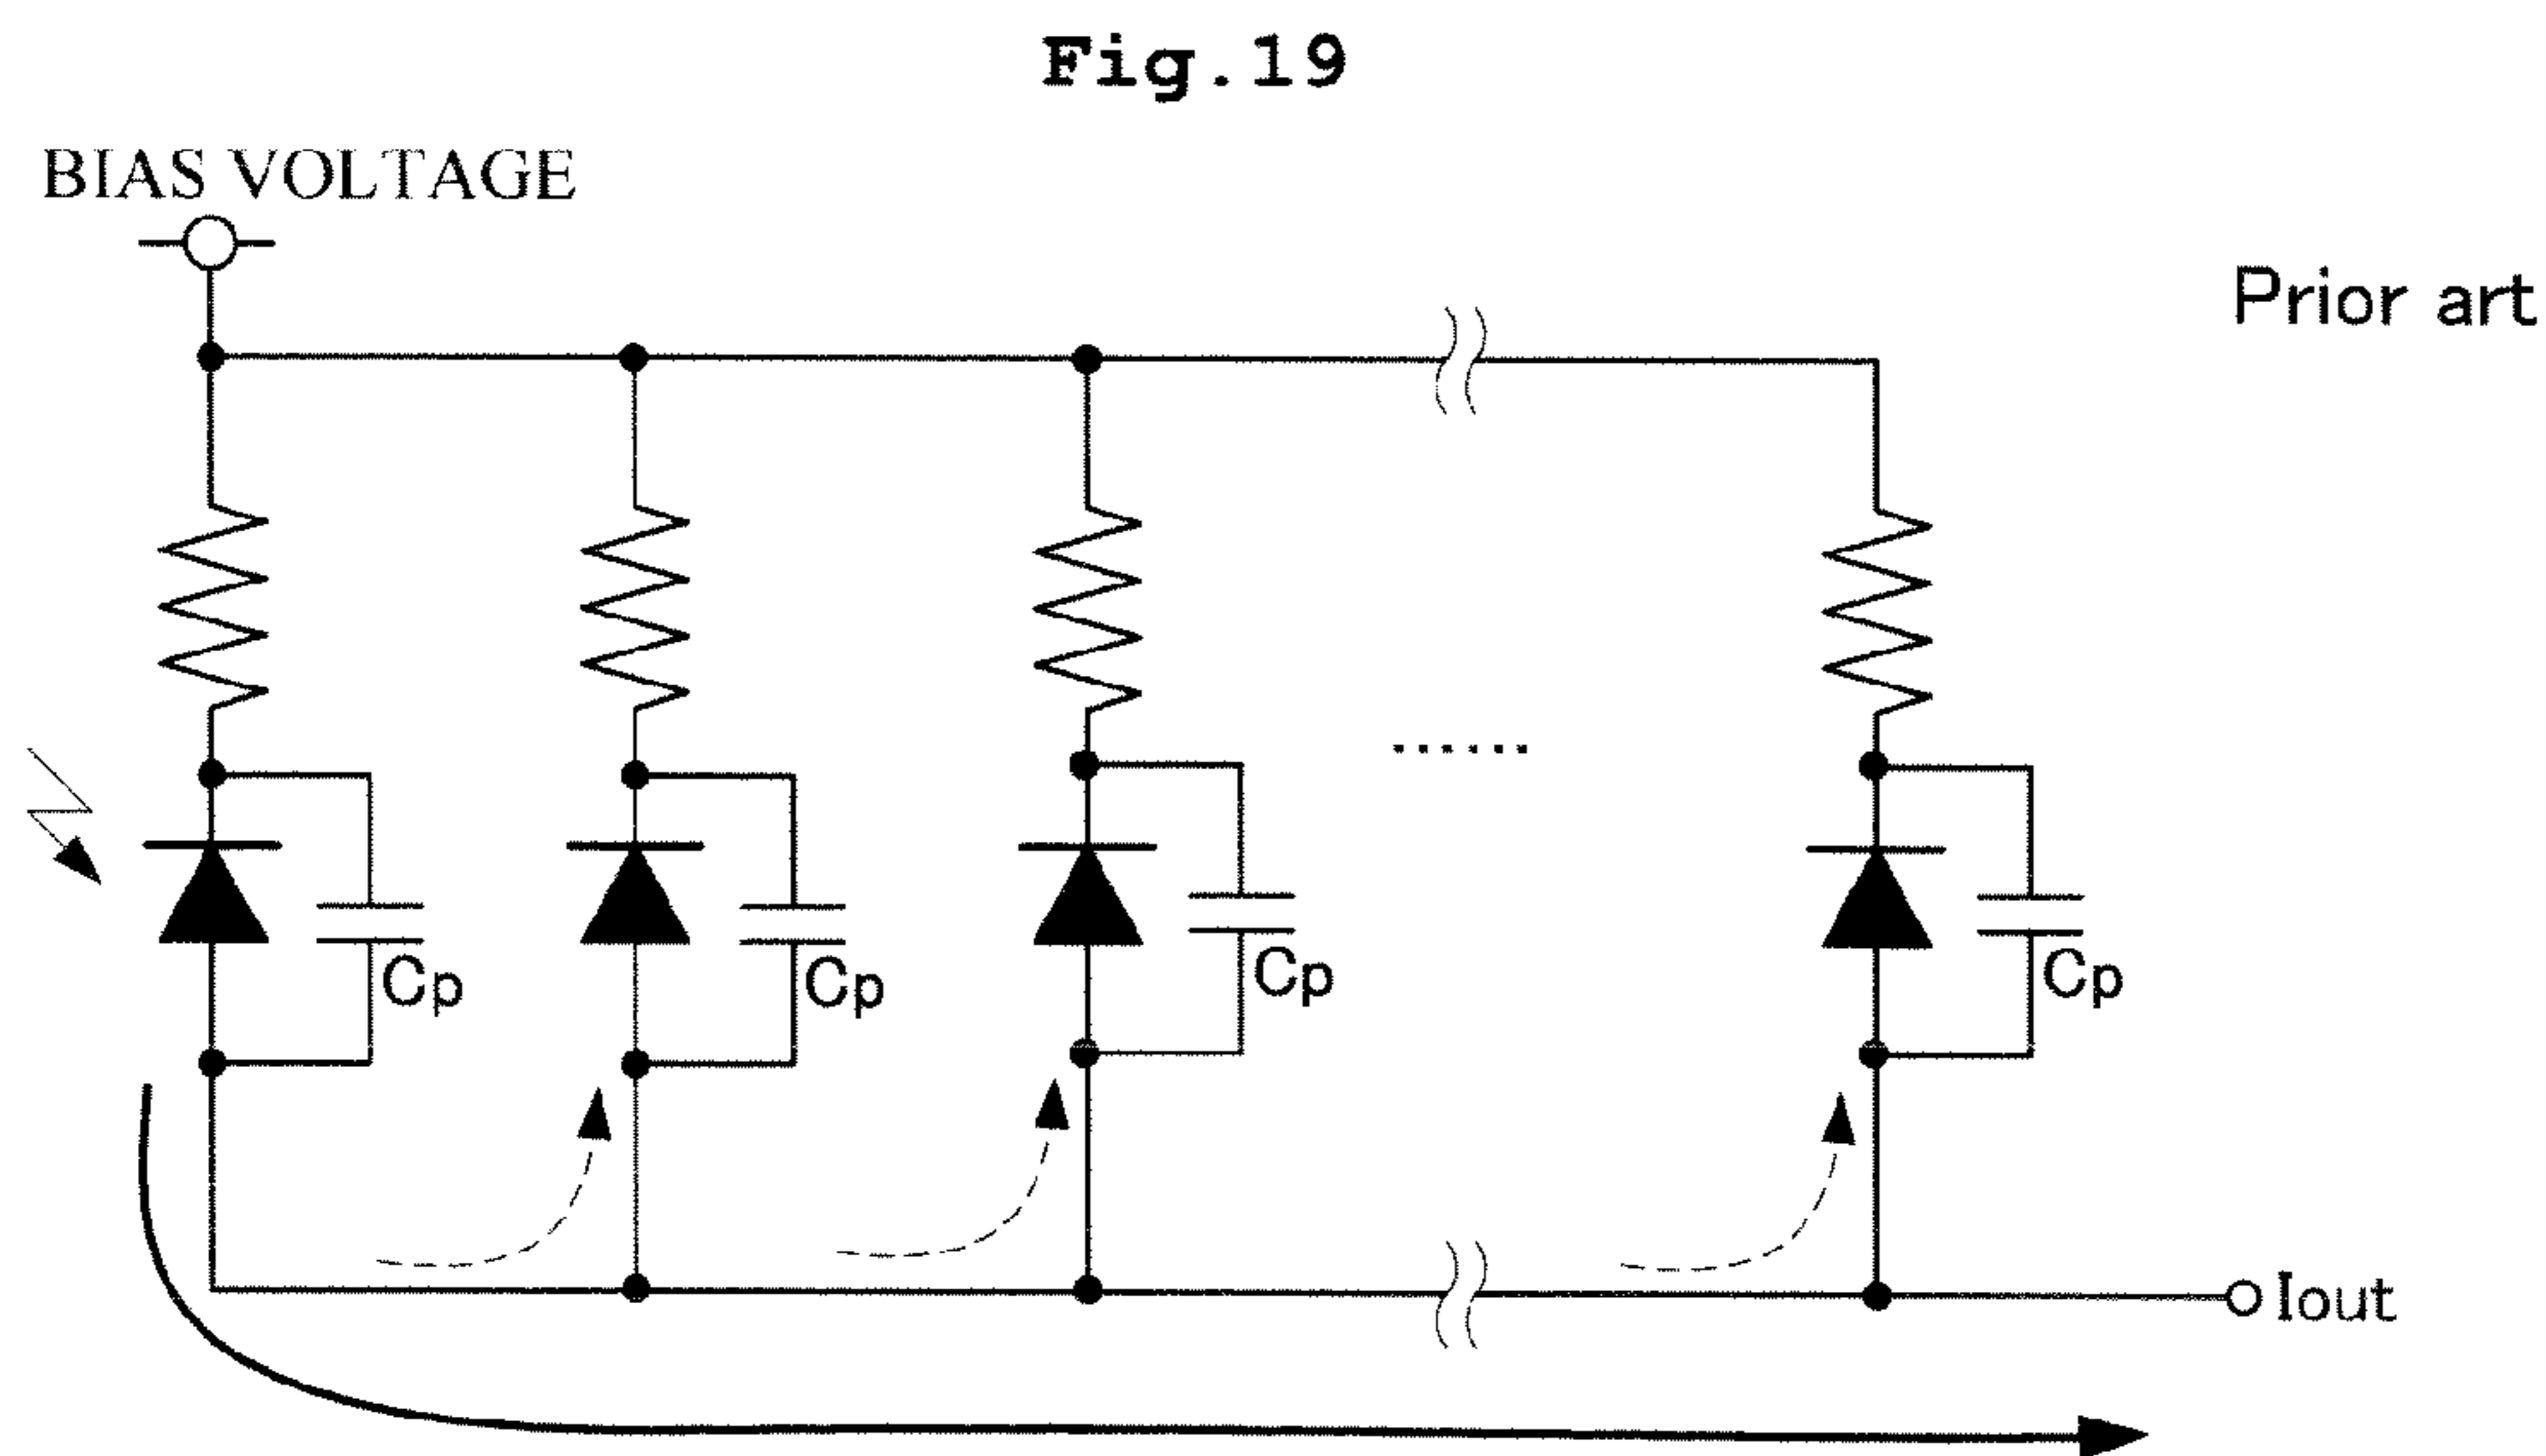 Fig.19
BIAS VOLTAGE
Prior art
......
Cp
Cp
Cp
Cp
Iout